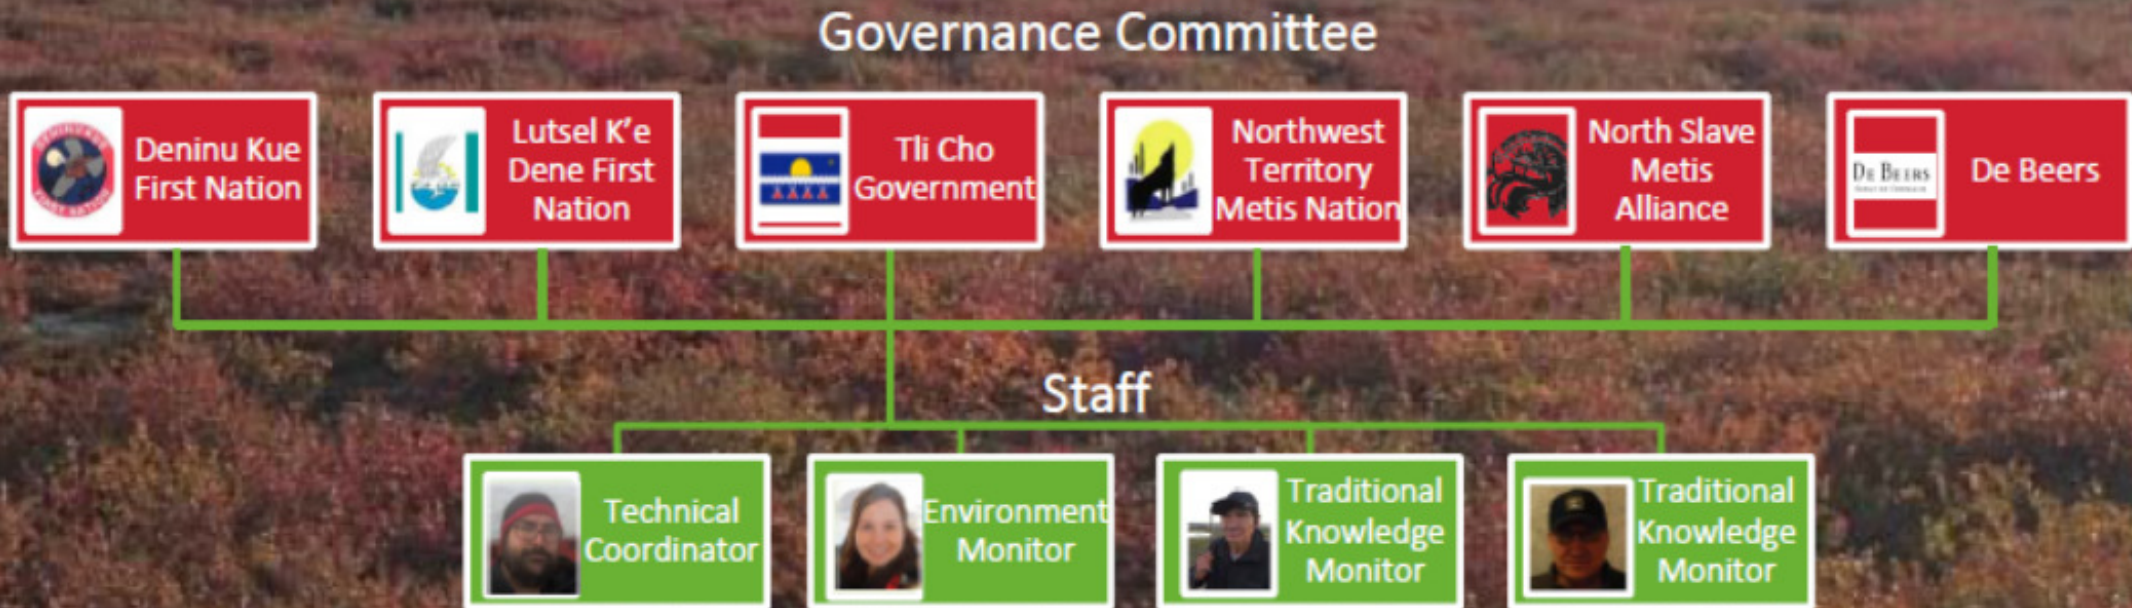 Governance Committee
Deninu Kue
First Nation
Lutsel K’e
Dene First
Nation
Tli Cho
Government
Northwest
Territory
Metis Nation
North Slave
Metis
Alliance
DE BEERS
De Beers
Staff
Technical
Coordinator
Environment
Monitor
Traditional
Knowledge
Monitor
Traditional
Knowledge
Monitor